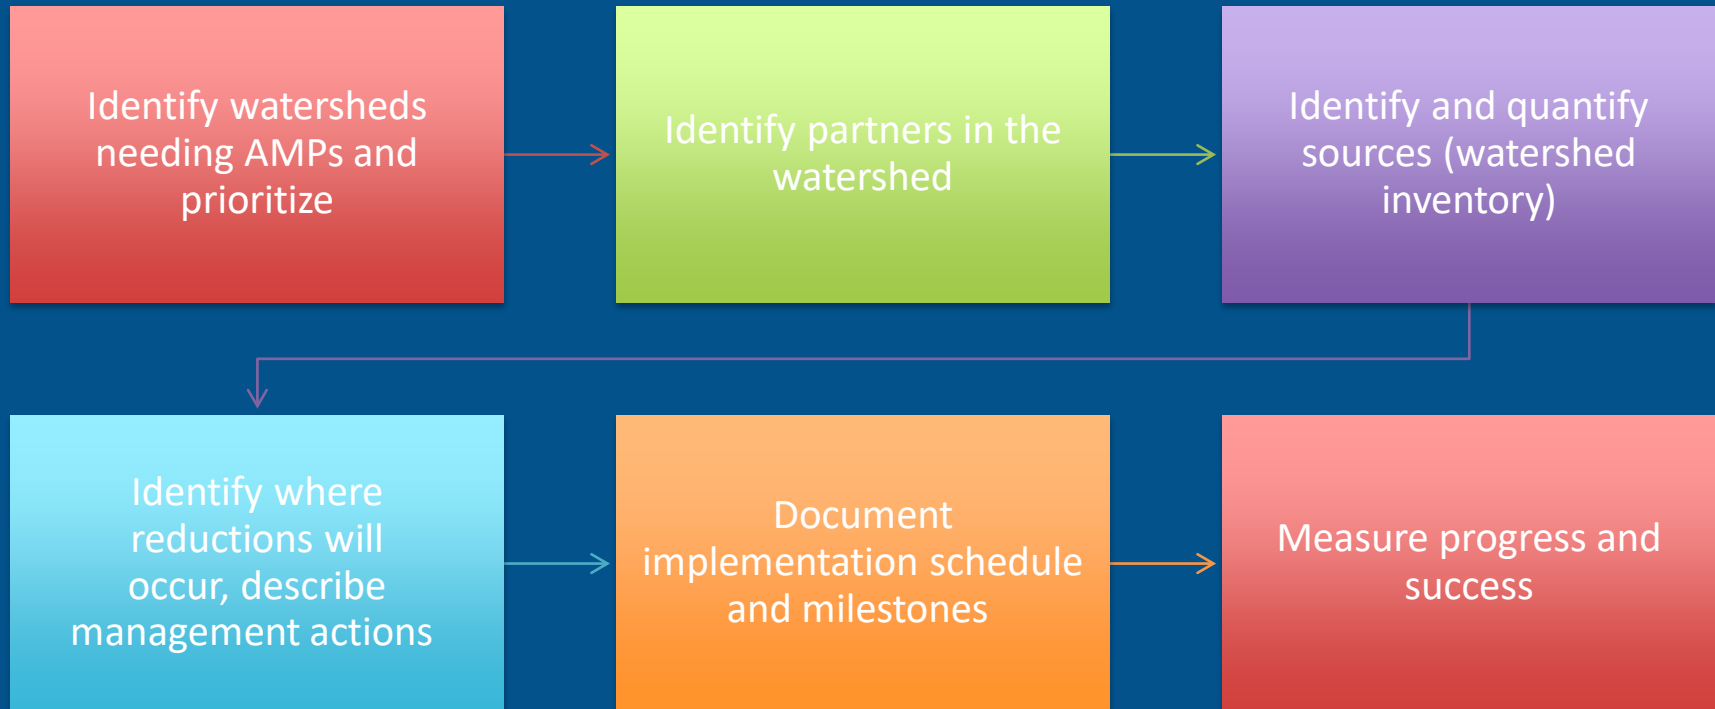 Identify watersheds
needing AMPs and
prioritize
Identify partners in the
watershed
Identify and quantify
sources (watershed
inventory)
Identify where
reductions will
occur, describe
management actions
Document
implementation schedule
and milestones
Measure progress and
success